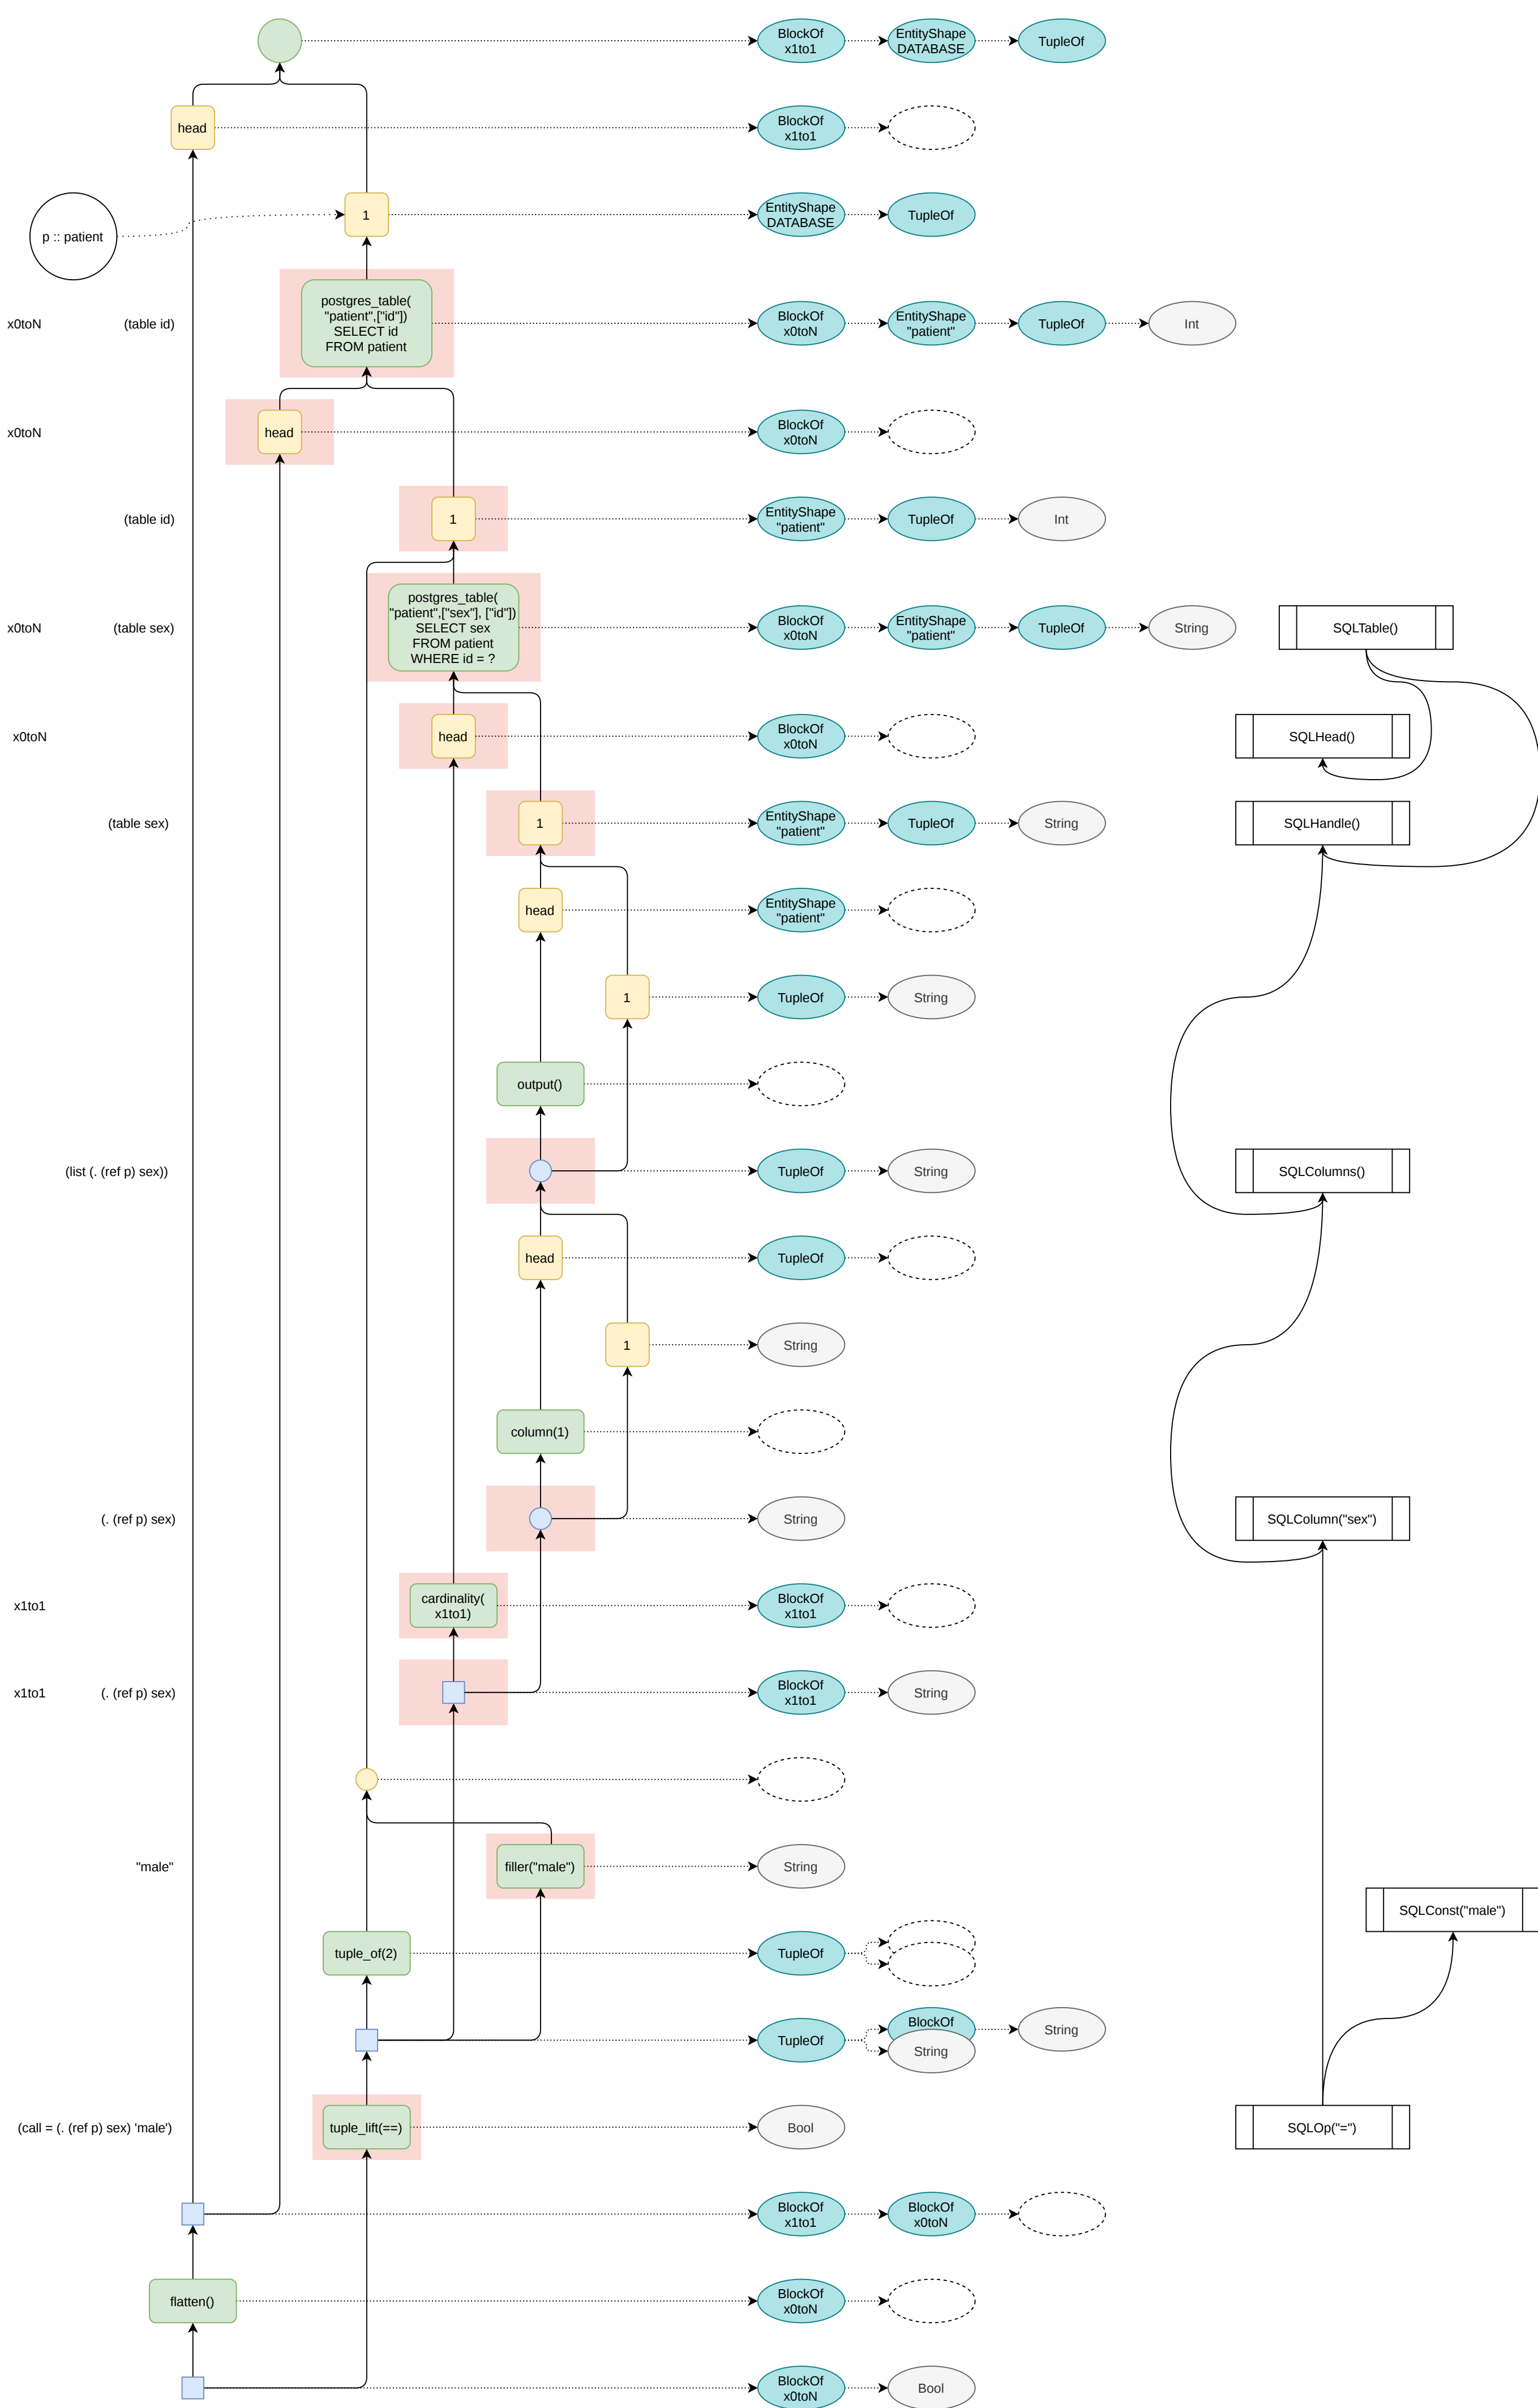 BlockOf
x1to1
EntityShape
DATABASE
TupleOf
head
BlockOf
x1to1
p :: patient
1
EntityShape
DATABASE
TupleOf
x0toN
(table id)
postgres_table(
"patient",["id"])
SELECT id
FROM patient
BlockOf
x0toN
EntityShape
"patient"
TupleOf
Int
x0toN
head
BlockOf
x0toN
(table id)
1
EntityShape
"patient"
TupleOf
Int
x0toN
(table sex)
postgres_table(
"patient",["sex"], ["id"])
SELECT sex
FROM patient
WHERE id = ?
BlockOf
x0toN
EntityShape
"patient"
TupleOf
String
SQLTable()
x0toN
head
BlockOf
x0toN
SQLHead()
(table sex)
1
EntityShape
"patient"
TupleOf
String
SQLHandle()
head
EntityShape
"patient"
1
TupleOf
String
output()
(list (. (ref p) sex))
TupleOf
String
SQLColumns()
head
TupleOf
1
String
column(1)
(. (ref p) sex)
String
SQLColumn("sex")
x1to1
cardinality(
x1to1)
BlockOf
x1to1
x1to1
(. (ref p) sex)
BlockOf
x1to1
String
"male"
filler("male")
String
SQLConst("male")
tuple_of(2)
TupleOf
TupleOf
BlockOf
String
String
(call = (. (ref p) sex) 'male')
tuple_lift(==)
Bool
SQLOp("=")
BlockOf
x1to1
BlockOf
x0toN
flatten()
BlockOf
x0toN
BlockOf
x0toN
Bool